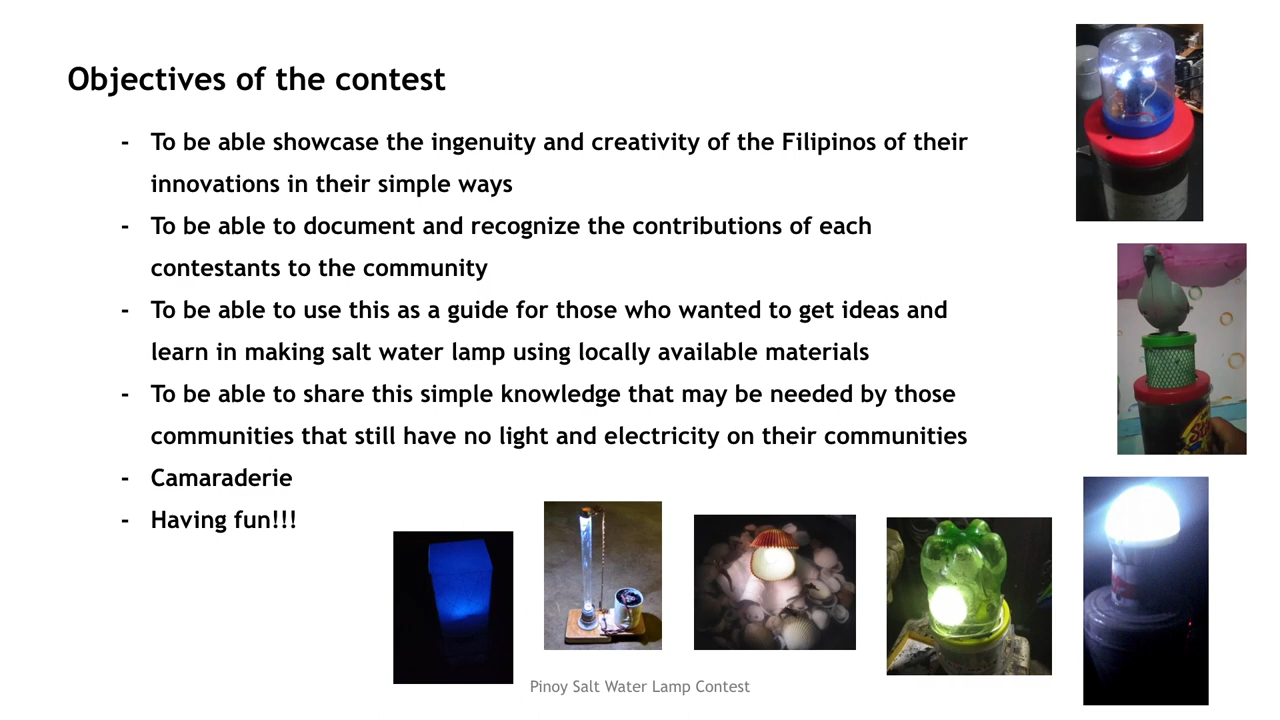 Objectives of the contest
- To be able showcase the ingenuity and creativity of the Filipinos of their
innovations in their simple ways
- To be able to document and recognize the contributions of each
contestants to the community
- To be able to use this as a guide for those who wanted to get ideas and
learn in making salt water lamp using locally available materials
- To be able to share this simple knowledge that may be needed by those
communities that still have no light and electricity on their communities
- Camaraderie
- Having fun!!!
Pinoy Salt Water Lamp Contest